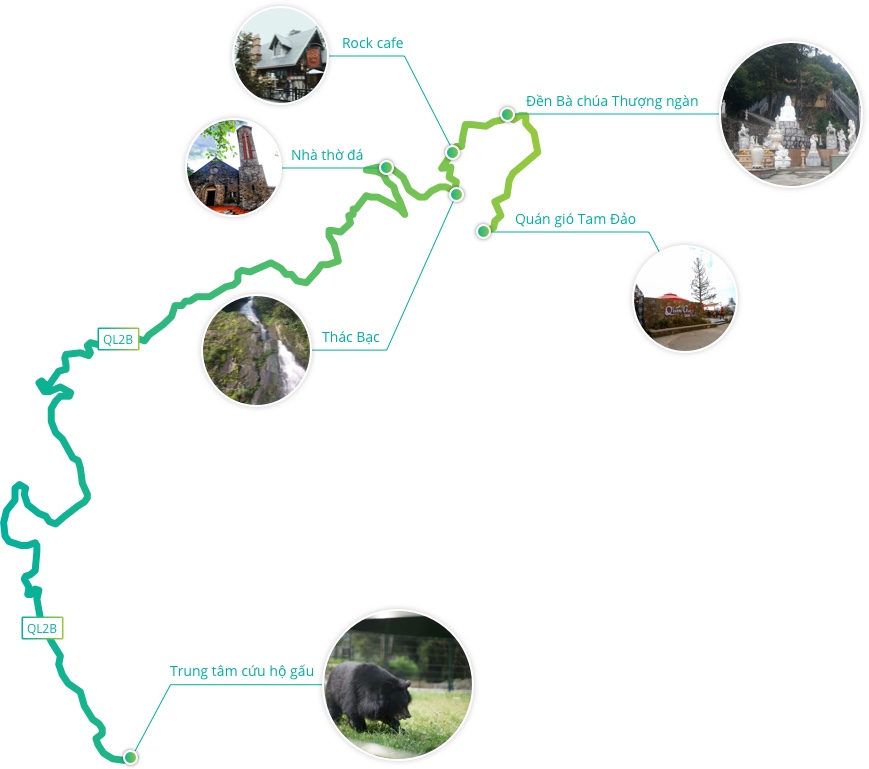 Rock cafe
Đền Bà chúa Thượng ngàn
Nhà thờ đá
Quán gió Tam Đảo
Thác Bạc
QL2B
QL2B
Trung tâm cứu hộ gấu